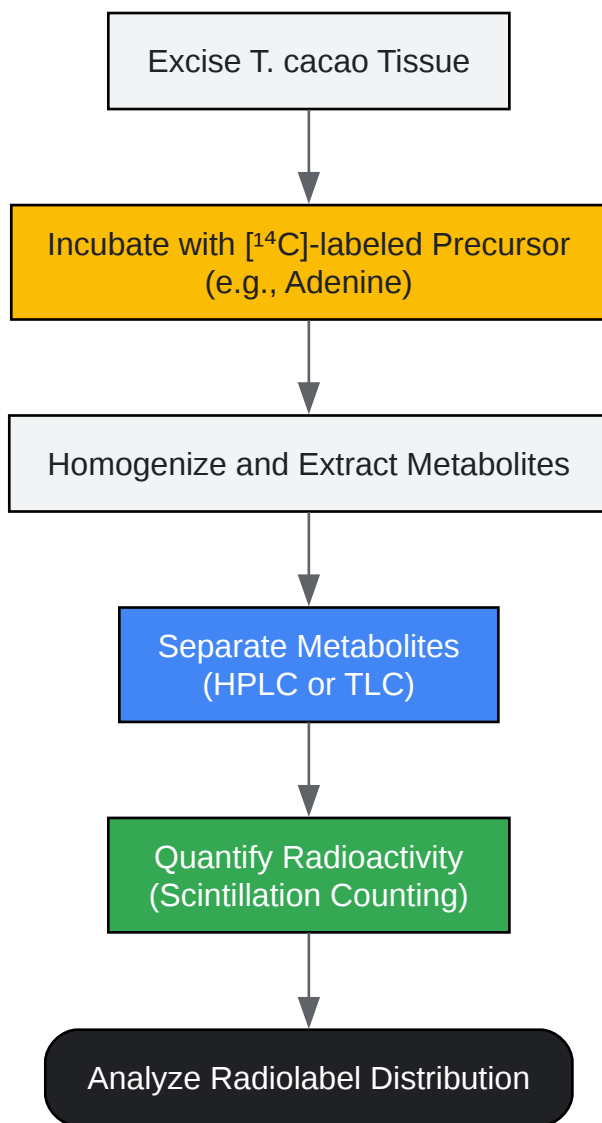 Excise T. cacao Tissue
Incubate with [¹⁴C]-labeled Precursor
(e.g., Adenine)
Homogenize and Extract Metabolites
Separate Metabolites
(HPLC or TLC)
Quantify Radioactivity
(Scintillation Counting)
Analyze Radiolabel Distribution